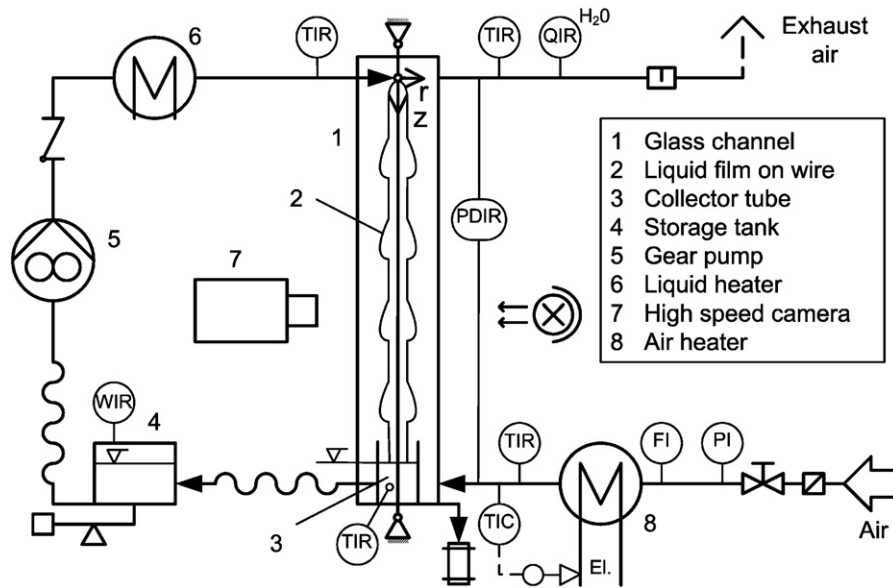 6
TIR
TIR
QIR
H₂0
Exhaust
air
r
z
1
2
PDIR
5
7
1 Glass channel
2 Liquid film on wire
3 Collector tube
4 Storage tank
5 Gear pump
6 Liquid heater
7 High speed camera
8 Air heater
WIR
4
TIR
FI
PI
3
TIR
TIC
El.
8
Air